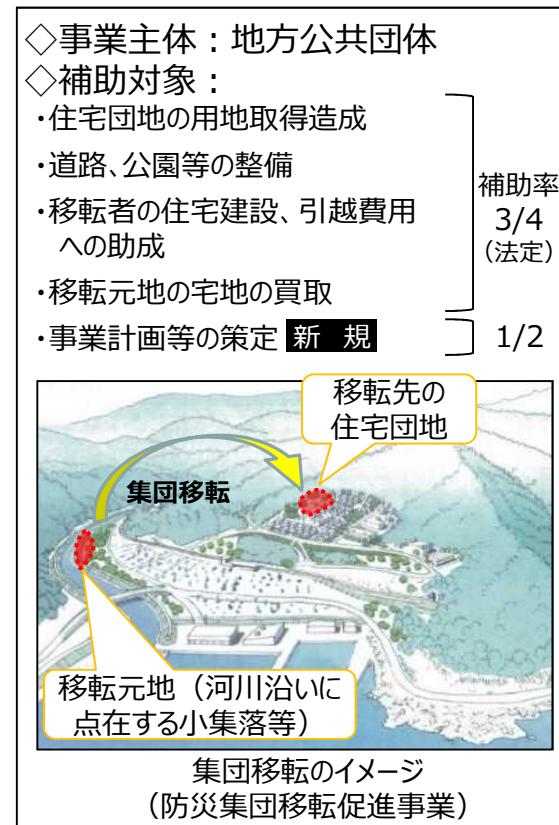 ◇事業主体：地方公共団体
◇補助対象：
・住宅団地の用地取得造成
・道路、公園等の整備
・移転者の住宅建設、引越費用
への助成
・移転元地の宅地の買取
補助率
3/4
（法定）
・事業計画等の策定 新 規 1/2
移転先の
住宅団地
集団移転
移転元地（河川沿いに
点在する小集落等）
集団移転のイメージ
（防災集団移転促進事業）